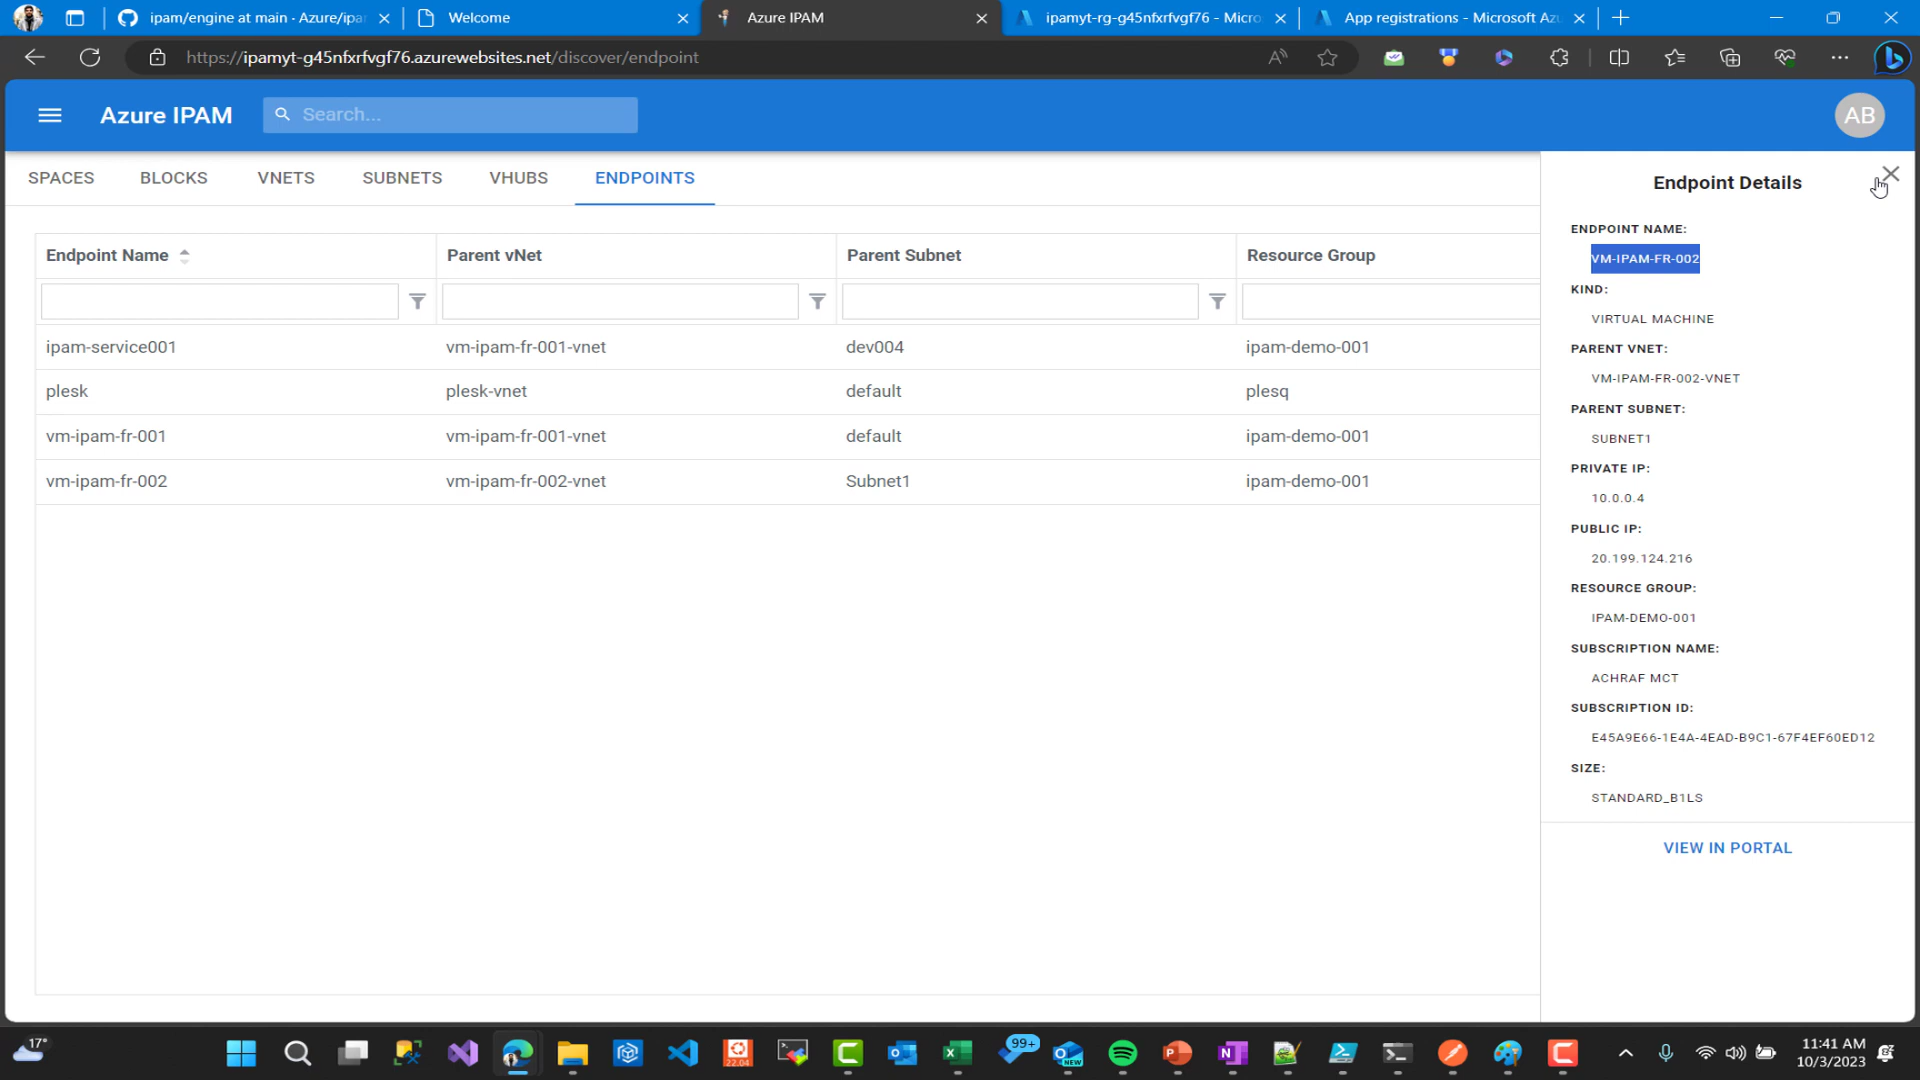 ipam/engine at main · Azure/ipa
Welcome
Azure IPAM
ipamyt-rg-g45nfxrfvgf76 - Micro
App registrations - Microsoft Azu
https://ipamyt-g45nfxrfvgf76.azurewebsites.net/discover/endpoint
Azure IPAM
Search...
AB
SPACES
BLOCKS
VNETS
SUBNETS
VHUBS
ENDPOINTS
Endpoint Name
Parent vNet
Parent Subnet
Resource Group
ipam-service001
vm-ipam-fr-001-vnet
dev004
ipam-demo-001
plesk
plesk-vnet
default
plesq
vm-ipam-fr-001
vm-ipam-fr-001-vnet
default
ipam-demo-001
vm-ipam-fr-002
vm-ipam-fr-002-vnet
Subnet1
ipam-demo-001
Endpoint Details
ENDPOINT NAME:
VM-IPAM-FR-002
KIND:
VIRTUAL MACHINE
PARENT VNET:
VM-IPAM-FR-002-VNET
PARENT SUBNET:
SUBNET1
PRIVATE IP:
10.0.0.4
PUBLIC IP:
20.199.124.216
RESOURCE GROUP:
IPAM-DEMO-001
SUBSCRIPTION NAME:
ACHRAF MCT
SUBSCRIPTION ID:
E45A9E66-1E4A-4EAD-B9C1-67F4EF60ED12
SIZE:
STANDARD_B1LS
VIEW IN PORTAL
17°
22.04
99+
NEW
11:41 AM
10/3/2023